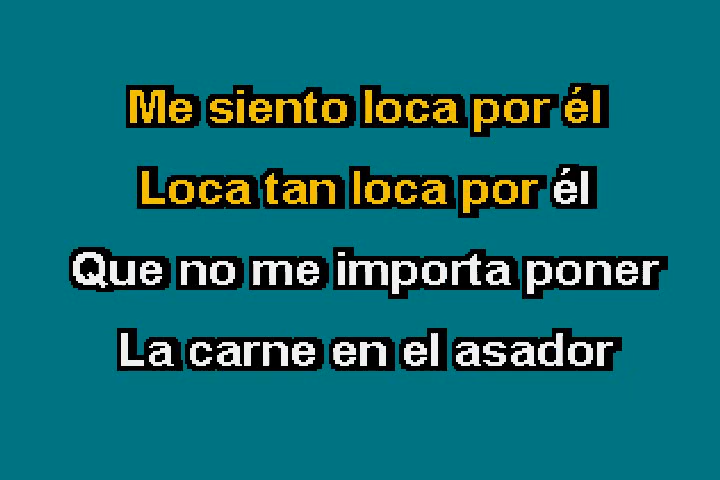 Me siento loca por él
Loca tan loca por él
Que no me importa poner
La carne en el asador